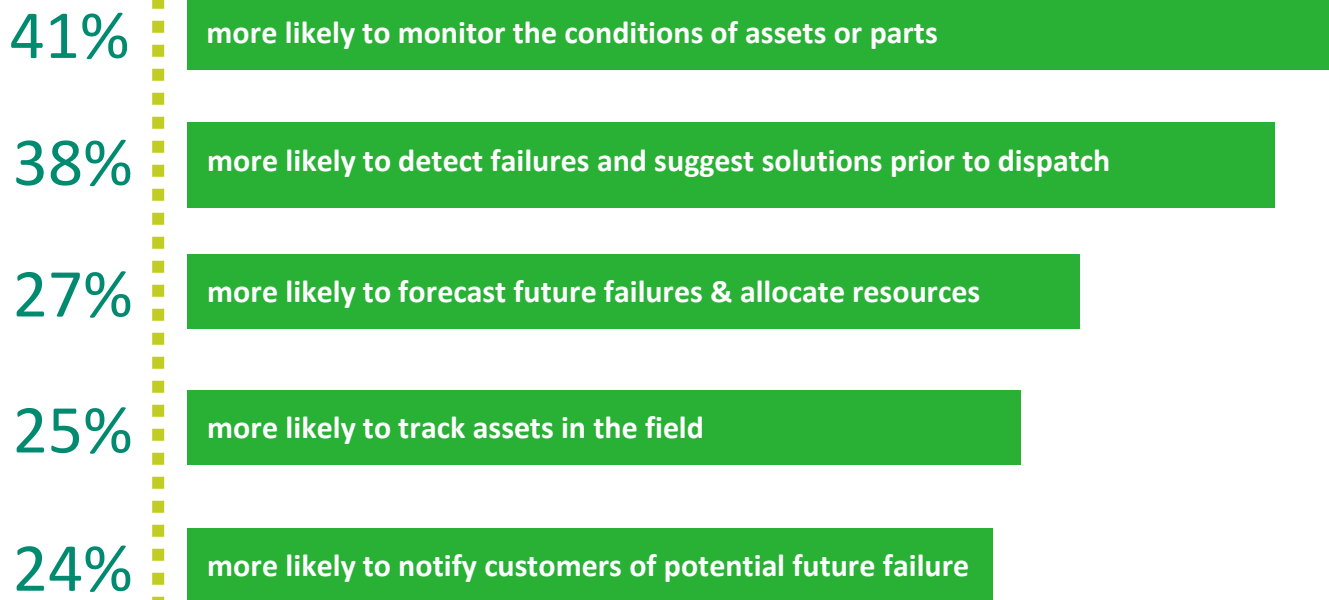 41%
more likely to monitor the conditions of assets or parts
38%
more likely to detect failures and suggest solutions prior to dispatch
27%
more likely to forecast future failures & allocate resources
25%
more likely to track assets in the field
24%
more likely to notify customers of potential future failure